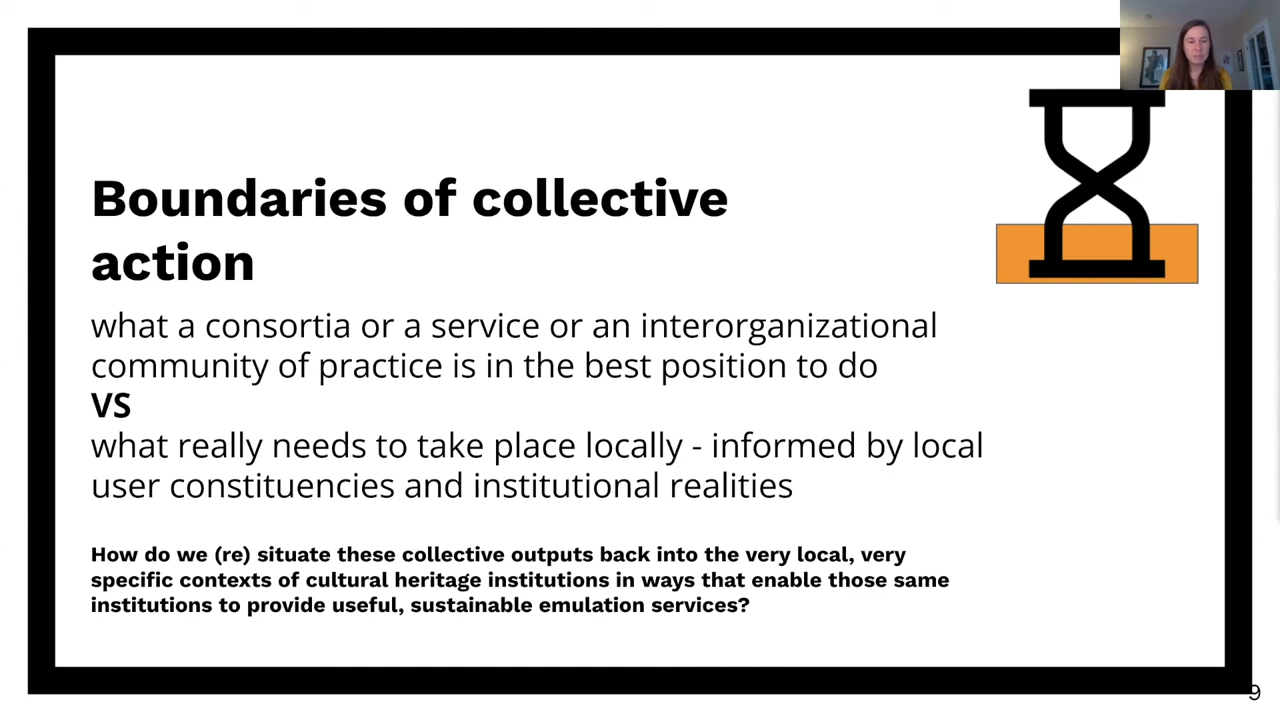 Boundaries of collective
action
what a consortia or a service or an interorganizational
community of practice is in the best position to do
VS
what really needs to take place locally - informed by local
user constituencies and institutional realities
How do we (re) situate these collective outputs back into the very local, very
specific contexts of cultural heritage institutions in ways that enable those same
institutions to provide useful, sustainable emulation services?
9